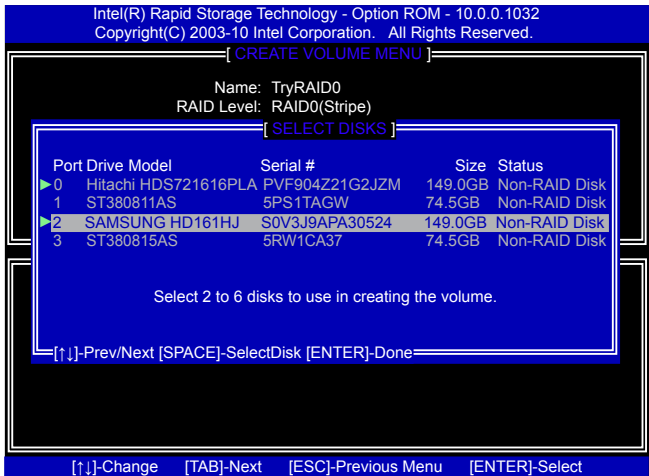 Intel(R) Rapid Storage Technology - Option ROM - 10.0.0.1032
Copyright(C) 2003-10 Intel Corporation. All Rights Reserved.
[ CREATE VOLUME MENU ]
Name: TryRAID0
RAID Level: RAID0(Stripe)
[ SELECT DISKS ]
Port Drive Model Serial # Size Status
0 Hitachi HDS721616PLA PVF904Z21G2JZM 149.0GB Non-RAID Disk
1 ST380811AS 5PS1TAGW 74.5GB Non-RAID Disk
2 SAMSUNG HD161HJ S0V3J9APA30524 149.0GB Non-RAID Disk
3 ST380815AS 5RW1CA37 74.5GB Non-RAID Disk
Select 2 to 6 disks to use in creating the volume.
[↑↓]-Prev/Next [SPACE]-SelectDisk [ENTER]-Done
[↑↓]-Change [TAB]-Next [ESC]-Previous Menu [ENTER]-Select